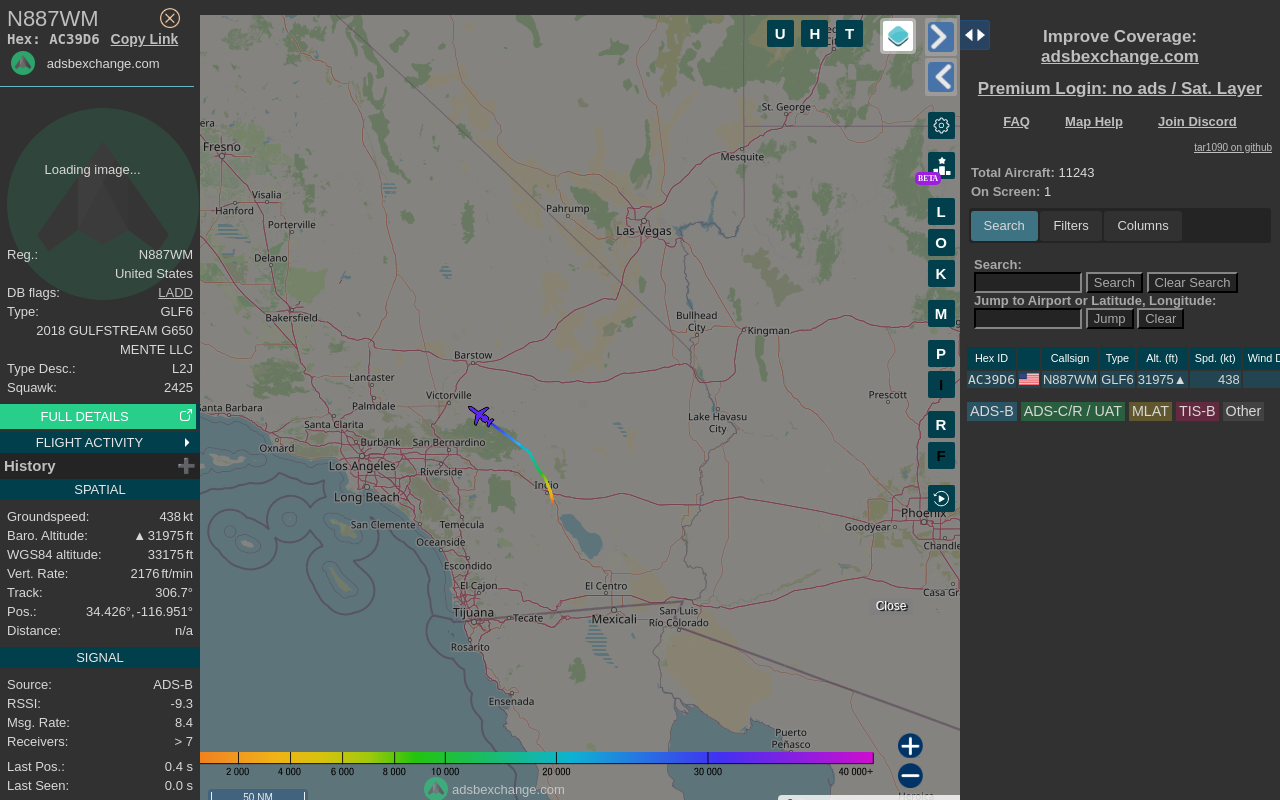 N887WM
Hex: AC39D6 Copy Link
adsbexchange.com
Loading image...
Reg.: N887WM
United States
DB flags: LADD
Type: GLF6
2018 GULFSTREAM G650
MENTE LLC
Type Desc.: L2J
Squawk: 2425
FULL DETAILS
FLIGHT ACTIVITY
History
SPATIAL
Groundspeed: 438 kt
Baro. Altitude: ▲ 31975 ft
WGS84 altitude: 33175 ft
Vert. Rate: 2176 ft/min
Track: 306.7°
Pos.: 34.426°, -116.951°
Distance: n/a
SIGNAL
Source: ADS-B
RSSI: -9.3
Msg. Rate: 8.4
Receivers: > 7
Last Pos.: 0.4 s
Last Seen: 0.0 s
U H T
St. George
Fresno
Mesquite
Visalia
Hanford
Pahrump
Porterville
Las Vegas
Delano
Bakersfield
Bullhead
City
Kingman
Barstow
Lancaster
Victorville
Prescott
Palmdale
Santa Barbara
Lake Havasu
City
Santa Clarita
Burbank
San Bernardino
Oxnard
Los Angeles
Riverside
Indio
Long Beach
Phoenix
San Clemente
Temecula
Goodyear
Oceanside
Chandle
Escondido
El Cajon
El Centro
Casa Gr
Tijuana
Tecate
Mexicali
San Luis
Río Colorado
Rosarito
Ensenada
Puerto
Peñasco
Heroica
BETA
L
O
K
M
P
I
R
F
Close
2 000 4 000 6 000 8 000 10 000 20 000 30 000 40 000+
adsbexchange.com
50 NM
Improve Coverage:
adsbexchange.com
Premium Login: no ads / Sat. Layer
FAQ Map Help Join Discord
tar1090 on github
Total Aircraft: 11243
On Screen: 1
Search Filters Columns
Search:
Search Clear Search
Jump to Airport or Latitude, Longitude:
Jump Clear
Hex ID Callsign Type Alt. (ft) Spd. (kt) Wind D
AC39D6 N887WM GLF6 31975▲ 438
ADS-B ADS-C/R / UAT MLAT TIS-B Other